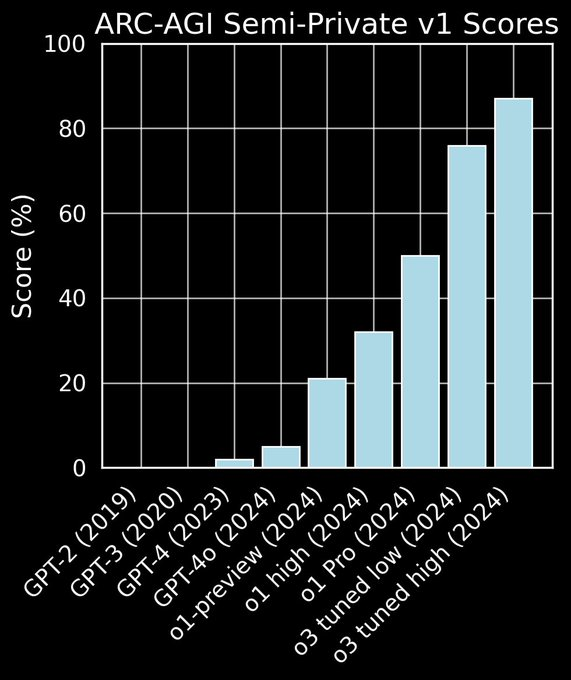 ARC-AGI Semi-Private v1 Scores
Score (%)
100
80
60
40
20
0
GPT-2 (2019)
GPT-3 (2020)
GPT-4 (2023)
GPT-4o (2024)
o1-preview (2024)
o1 high (2024)
o1 Pro (2024)
o3 tuned low (2024)
o3 tuned high (2024)